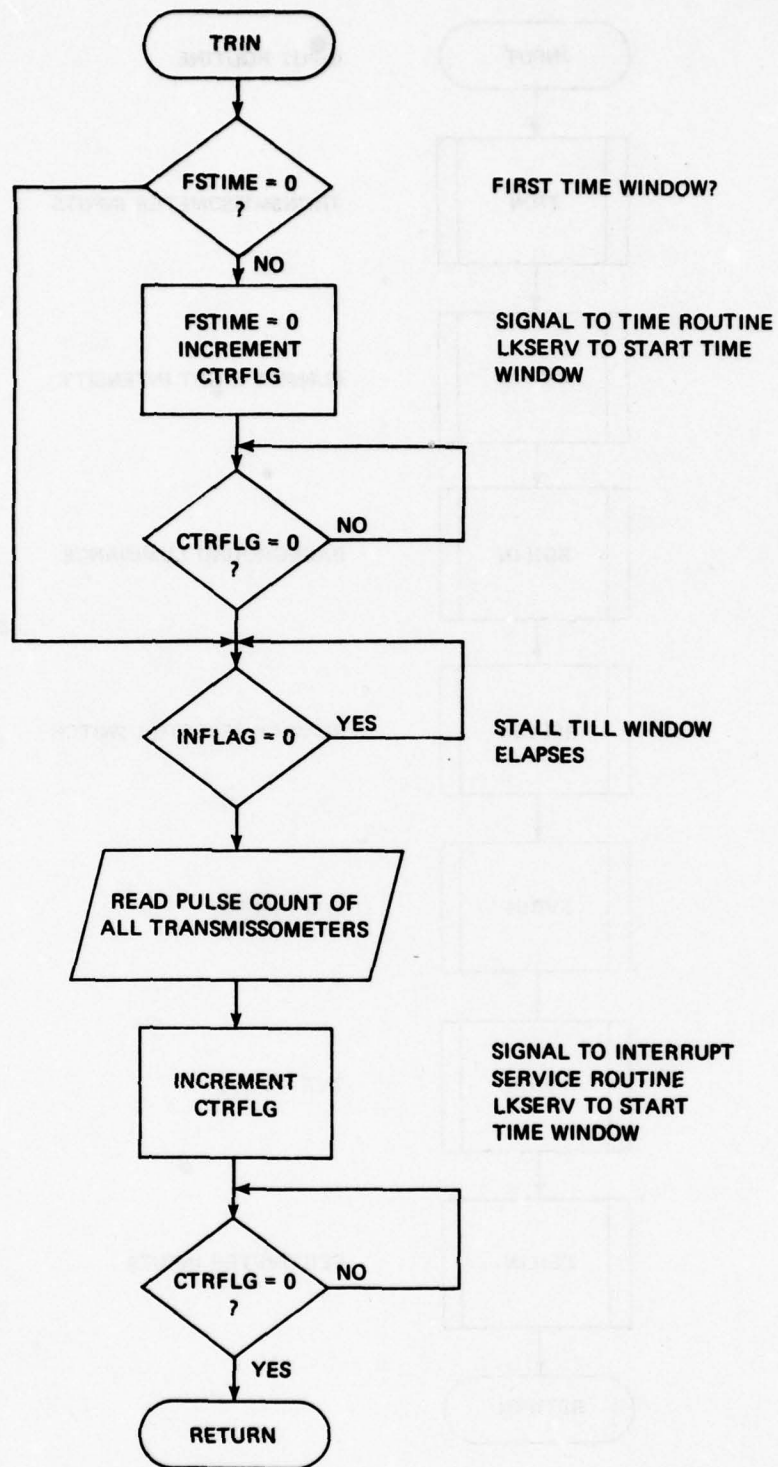 TRIN
FSTIME = 0
?
FIRST TIME WINDOW?
NO
FSTIME = 0
INCREMENT
CTRFLG
SIGNAL TO TIME ROUTINE
LKSERV TO START TIME
WINDOW
CTRFLG = 0
?
NO
INFLAG = 0
YES
STALL TILL WINDOW
ELAPSES
READ PULSE COUNT OF
ALL TRANSMISSOMETERS
INCREMENT
CTRFLG
SIGNAL TO INTERRUPT
SERVICE ROUTINE
LKSERV TO START
TIME WINDOW
CTRFLG = 0
?
NO
YES
RETURN